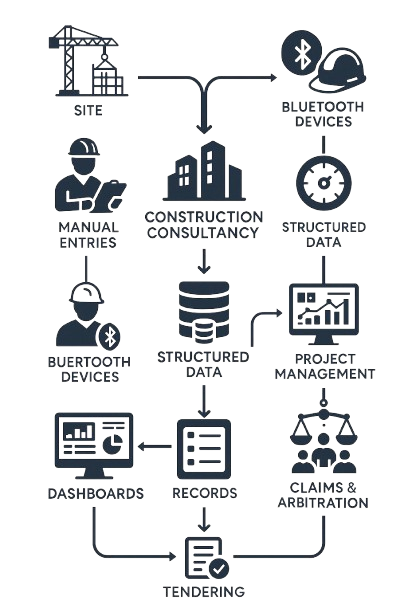 SITE
BLUETOOTH
DEVICES
MANUAL
ENTRIES
CONSTRUCTION
CONSULTANCY
STRUCTURED
DATA
BUERTOOTH
DEVICES
STRUCTURED
DATA
PROJECT
MANAGEMENT
DASHBOARDS
RECORDS
CLAIMS &
ARBITRATION
TENDERING